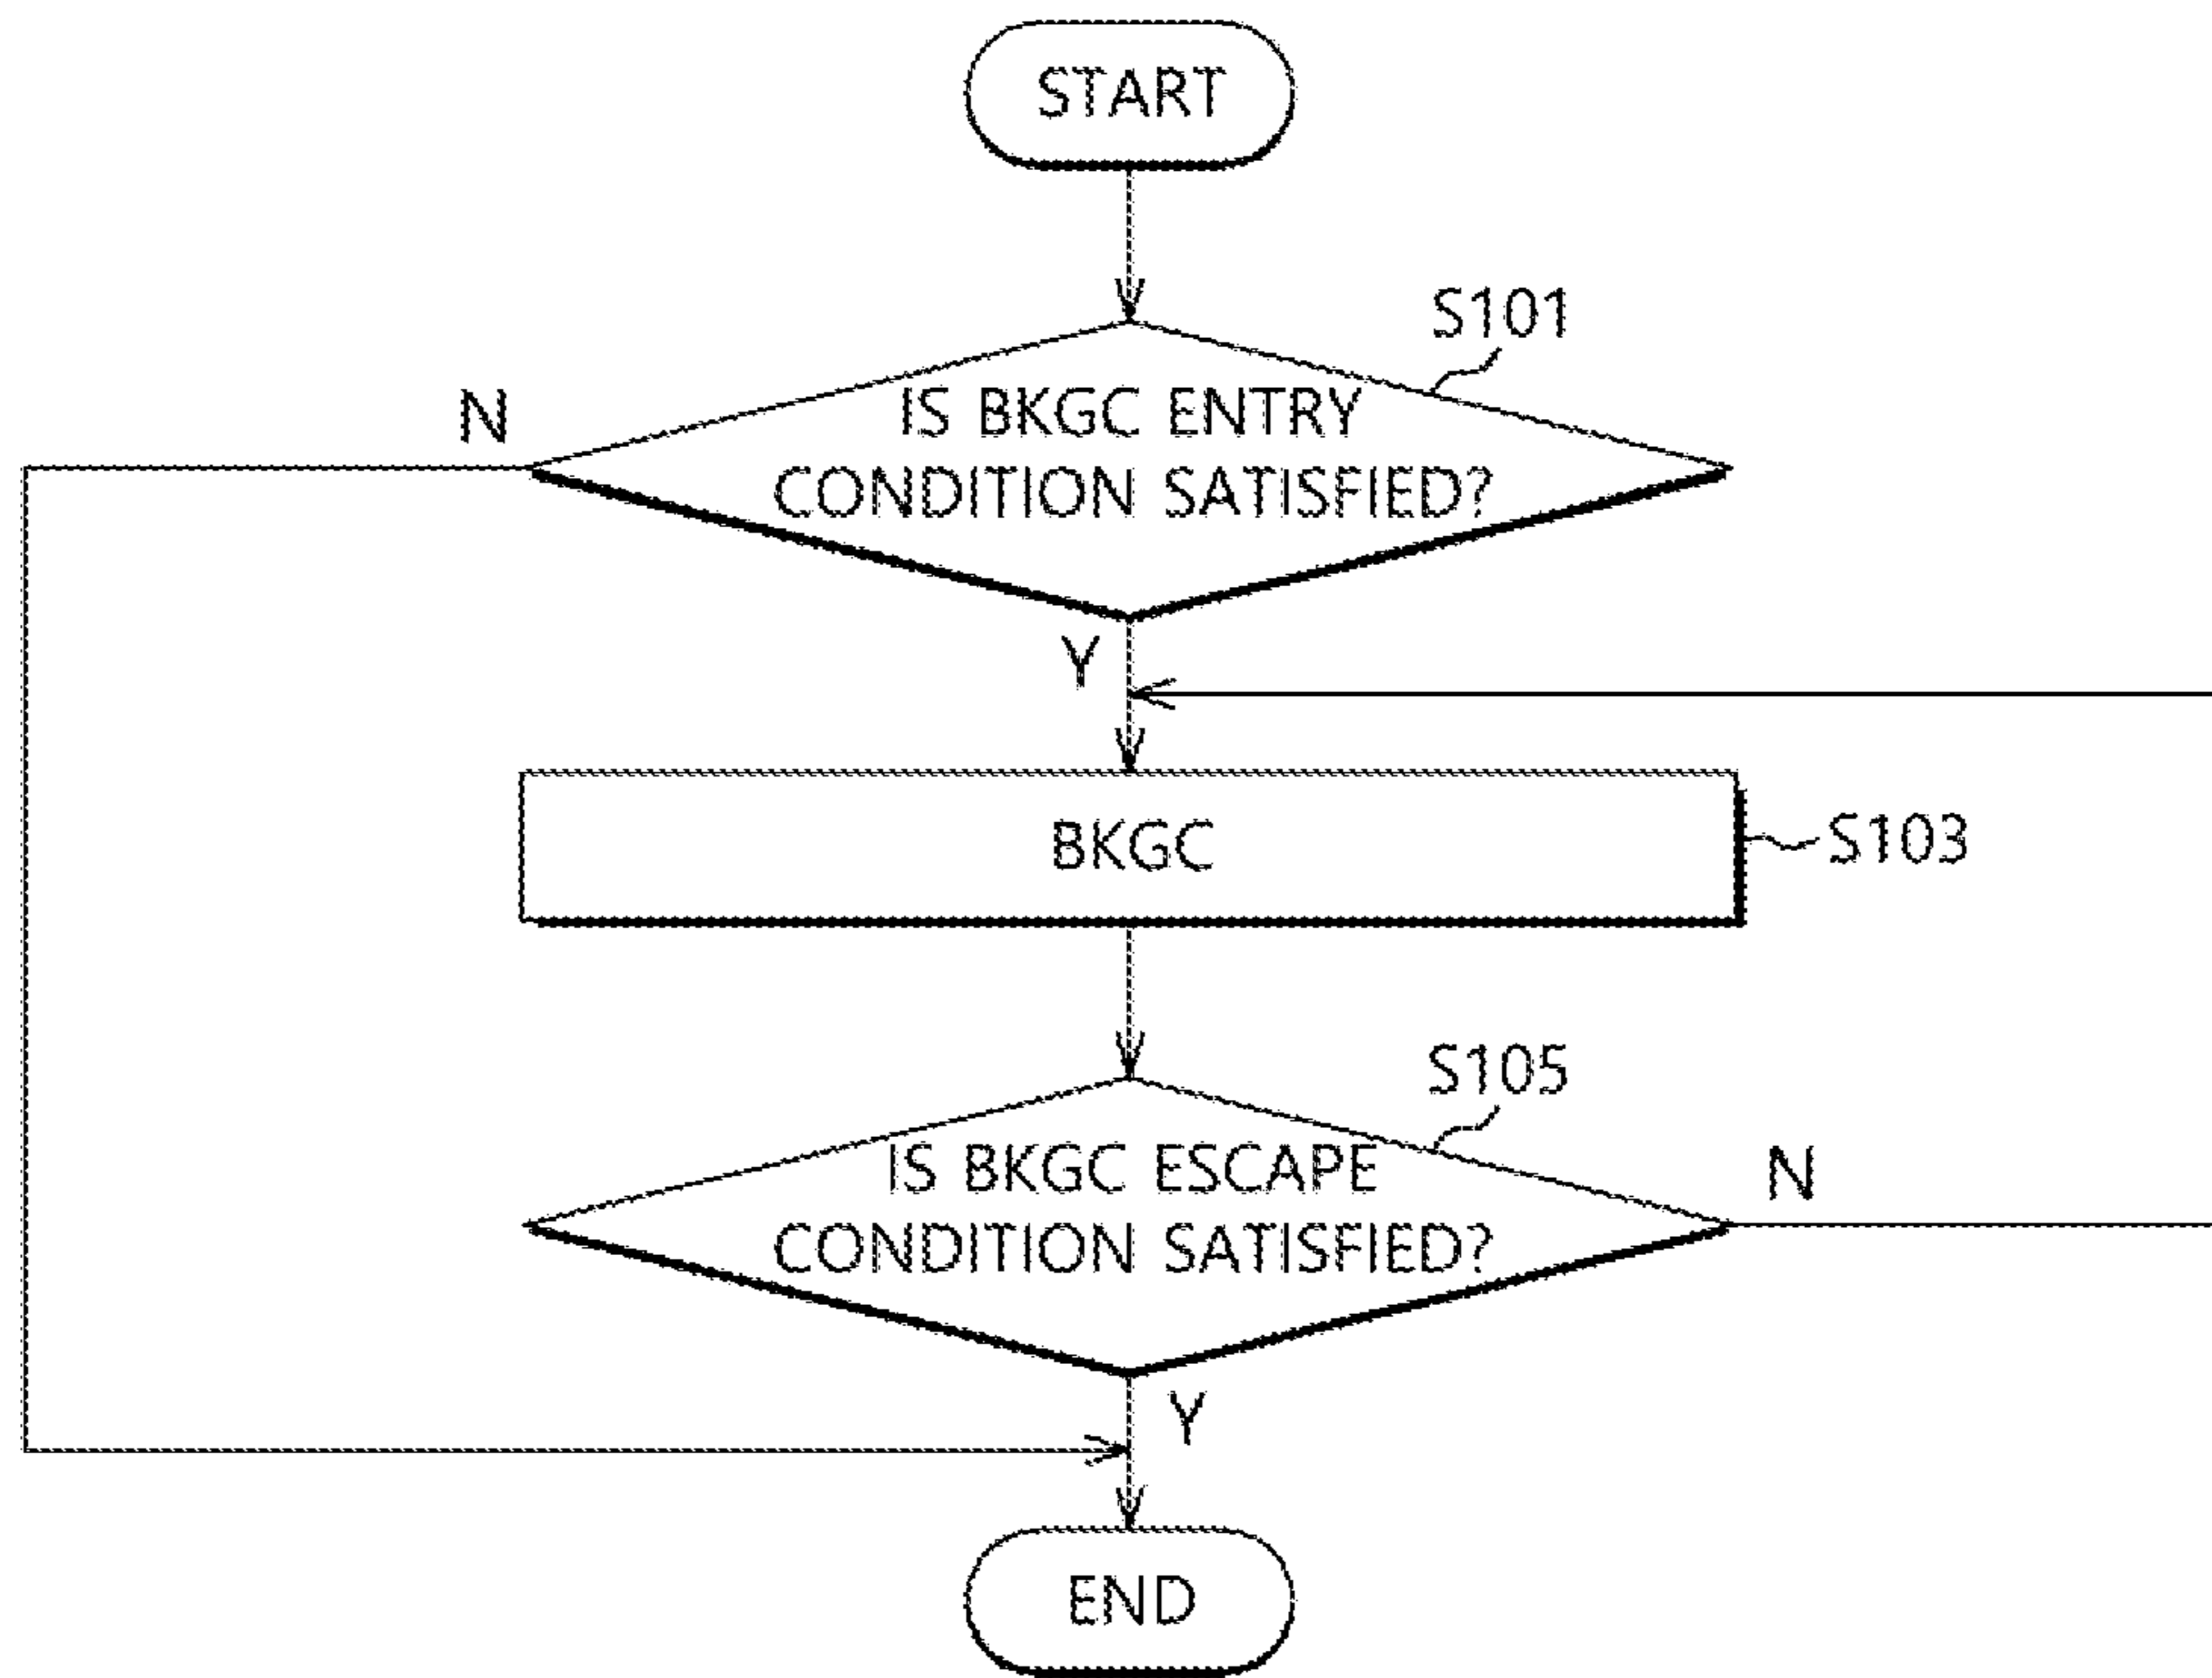 START
S101
N
IS BKGC ENTRY
CONDITION SATISFIED?
Y
BKGC
S103
S105
IS BKGC ESCAPE
CONDITION SATISFIED?
N
Y
END